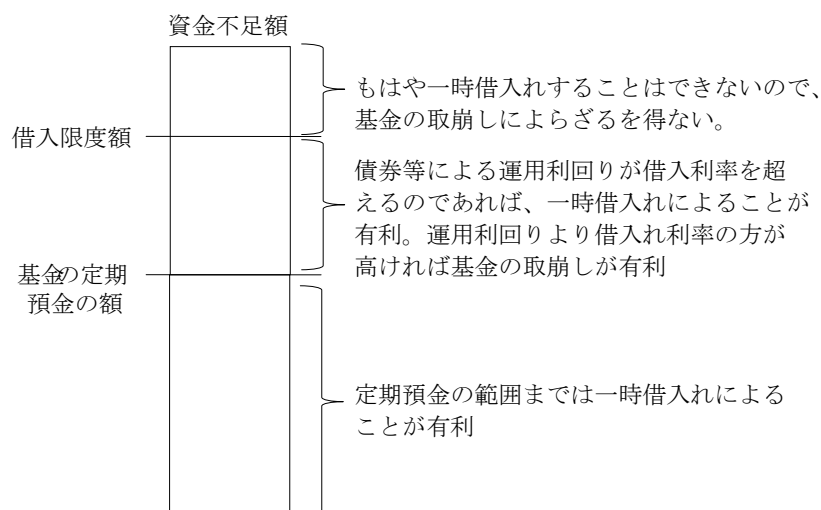 資金不足額
もはや一時借入れすることはできないので、
基金の取崩しによらざるを得ない。
借入限度額
債券等による運用利回りが借入利率を超
えるのであれば、一時借入れによることが
有利。運用利回りより借入れ利率の方が
高ければ基金の取崩しが有利
基金の定期
預金の額
定期預金の範囲までは一時借入れによる
ことが有利